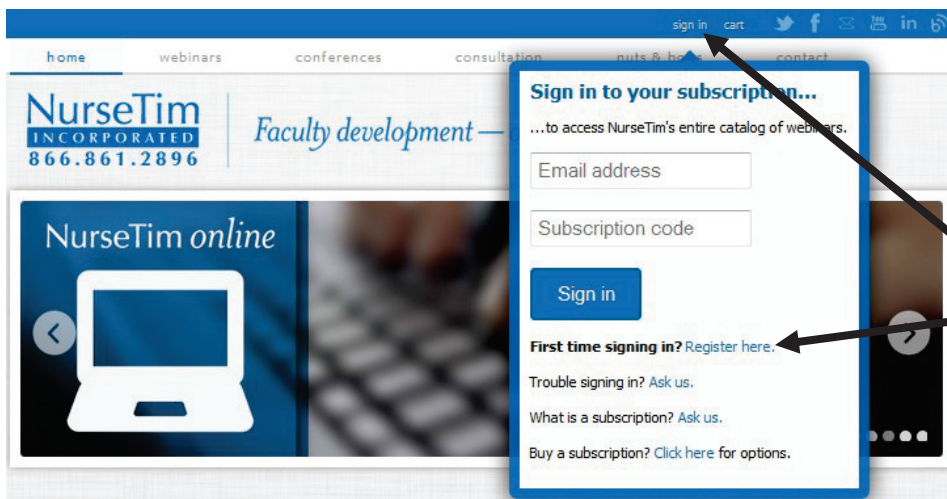 sign in cart
home webinars conferences consultation nuts & bolts contact
NurseTim
INCORPORATED
866.861.2896
Faculty development —
NurseTim online
Sign in to your subscription...
...to access NurseTim's entire catalog of webinars.
Email address
Subscription code
Sign in
First time signing in? Register here.
Trouble signing in? Ask us.
What is a subscription? Ask us.
Buy a subscription? Click here for options.